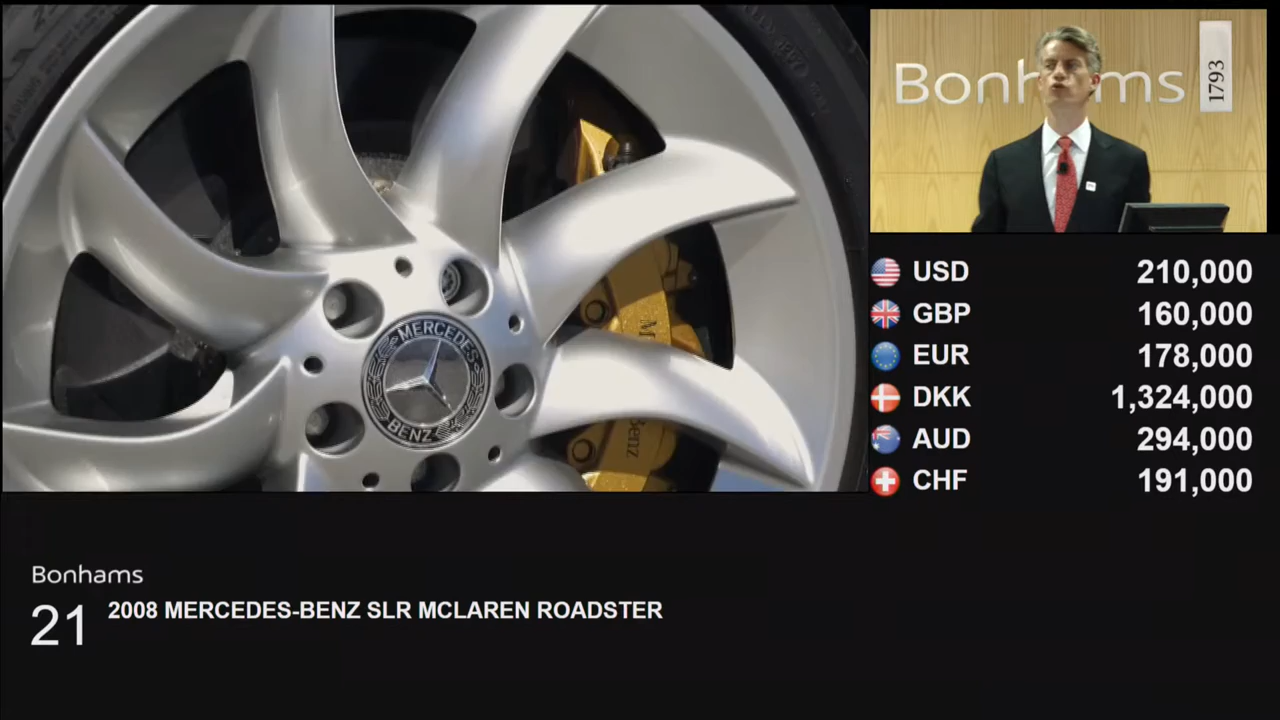 MERCEDES
BENZ
Benz
Bonhams
1793
USD 210,000
GBP 160,000
EUR 178,000
DKK 1,324,000
AUD 294,000
CHF 191,000
Bonhams
21 2008 MERCEDES-BENZ SLR MCLAREN ROADSTER